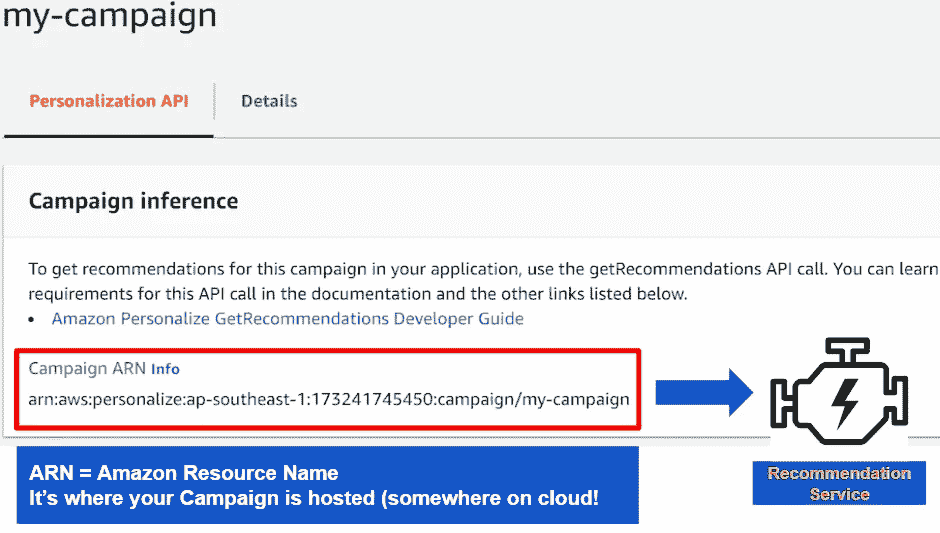 my-campaign
Personalization API
Details
Campaign inference
To get recommendations for this campaign in your application, use the getRecommendations API call. You can learn
requirements for this API call in the documentation and the other links listed below.
• Amazon Personalize GetRecommendations Developer Guide
Campaign ARN Info
arn:aws:personalize:ap-southeast-1:173241745450:campaign/my-campaign
ARN = Amazon Resource Name
It's where your Campaign is hosted (somewhere on cloud!
Recommendation
Service